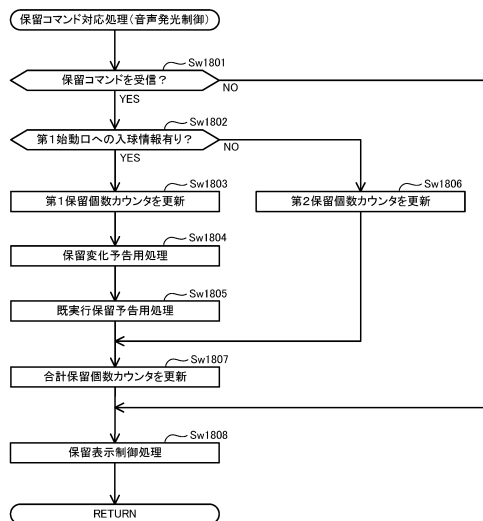 保留コマンド対応処理(音声発光制御)
Sw1801
保留コマンドを受信?
NO
YES
Sw1802
第1始動口への入球情報有り?
NO
YES
Sw1803
第1保留個数カウンタを更新
Sw1806
第2保留個数カウンタを更新
Sw1804
保留変化予告用処理
Sw1805
既実行保留予告用処理
Sw1807
合計保留個数カウンタを更新
Sw1808
保留表示制御処理
RETURN